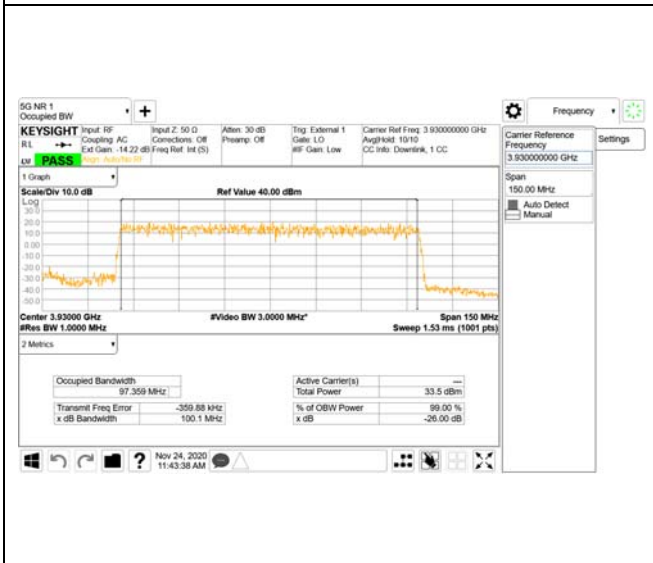 5G NR 1
Occupied BW
+
Frequency
KEYSIGHT
RL
PASS
Input: RF
Coupling: AC
Ext Gain: -14.22 dB
Align: Auto/No RF
Input Z: 50 Ω
Corrections: Off
Freq Ref: Int (S)
Atten: 30 dB
Preamp: Off
Trig: External 1
Gate: LO
#IF Gain: Low
Carrier Ref Freq: 3.930000000 GHz
Avg|Hold: 10/10
CC Info: Downlink, 1 CC
Carrier Reference
Frequency
3.930000000 GHz
Settings
Span
150.00 MHz
Auto Detect
Manual
1 Graph
Scale/Div 10.0 dB
Ref Value 40.00 dBm
Log
30.0
20.0
10.0
0.00
-10.0
-20.0
-30.0
-40.0
-50.0
Center 3.93000 GHz
#Video BW 3.0000 MHz*
Span 150 MHz
#Res BW 1.0000 MHz
Sweep 1.53 ms (1001 pts)
2 Metrics
Occupied Bandwidth
97.359 MHz
Active Carrier(s)
---
Total Power
33.5 dBm
Transmit Freq Error
-359.88 kHz
% of OBW Power
99.00 %
x dB Bandwidth
100.1 MHz
x dB
-26.00 dB
?
Nov 24, 2020
11:43:38 AM